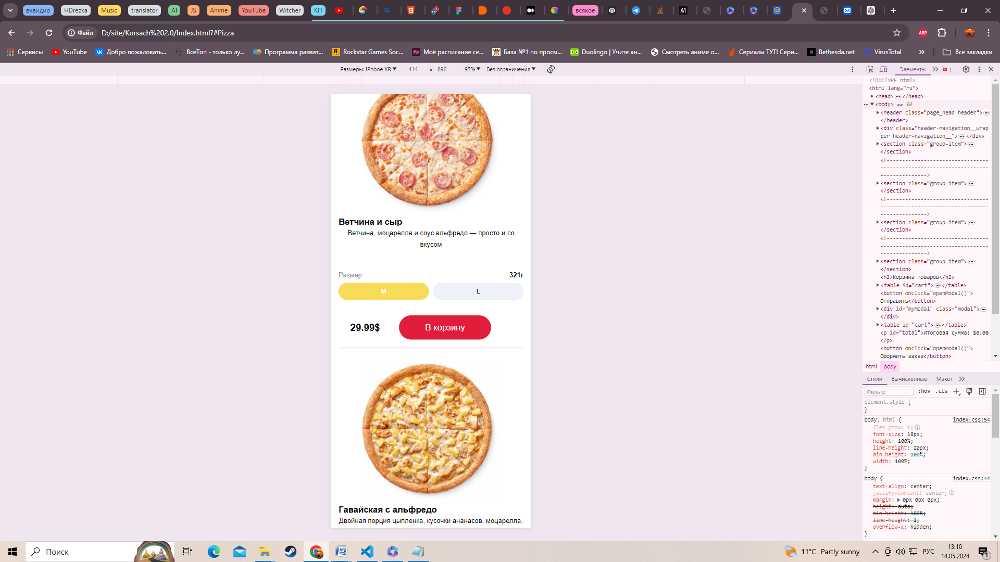 вквидио HDrezka Music translator AI JS Anime YouTube Witcher КП всякое
Файл D:/site/Kursach%202.0/Index.html?#Pizza
Сервисы YouTube Добро пожаловать... ВсеТоп - только лу... Программа развит... Rockstar Games Soc... Моё расписание се... База №1 по просм... Duolingo | Учите ан... Смотреть аниме о... Сериалы ТУТ! Сери... Bethesda.net VirusTotal Все закладки
Размеры: iPhone XR 414 x 896 93% Без ограничения
Элементы 1
Ветчина и сыр
Ветчина, моцарелла и соус альфредо — просто и со
вкусом
Размер 321г
M L
29.99$ В корзину
Гавайская с альфредо
Двойная порция цыпленка, кусочки ананасов, моцарелла,
<!DOCTYPE html>
<html lang="ru">
<head> </head>
<body> == $0
<header class="page_head header">
</header>
<div class="header-navigation__wrap
per header-navigation__"> </div>
<section class="group-item">
</section>
<!----------------------------------
-----------------------------------
--------------->
<section class="group-item">
</section>
<!----------------------------------
-----------------------------------
--------------->
<section class="group-item">
</section>
<!----------------------------------
-----------------------------------
--------------->
<section class="group-item">
</section>
<h2>Корзина товаров</h2>
<table id="cart"> </table>
<button onclick="openModal()">
Отправить</button>
<div id="myModal" class="modal">
</div>
<table id="cart"> </table>
<p id="total">Итоговая сумма: $0.00
</p>
<button onclick="openModal()">
Оформить заказ</button>
html body
Стили Вычисленные Макет
Фильтр :hov .cls
element.style {
}
body, html { index.css:54
flex-grow: 1;
font-size: 18px;
height: 100%;
line-height: 20px;
min-height: 100%;
width: 100%;
}
body { index.css:44
text-align: center;
justify-content: center;
margin: 0px 0px 0px;
height: auto;
min-height: 100%;
line-height: 1;
overflow-x: hidden;
}
Поиск 11°C Partly sunny РУС 13:10
14.05.2024 1